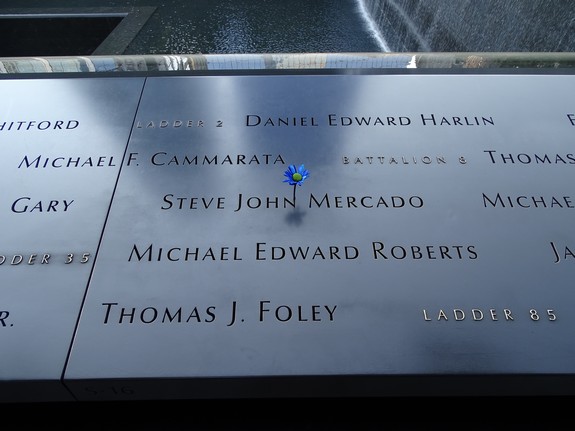 HITFORD LADDER 2 DANIEL EDWARD HARLIN
MICHAEL F. CAMMARATA BATTALION 8 THOMAS
GARY STEVE JOHN MERCADO MICHAE
DDER 35 MICHAEL EDWARD ROBERTS JA
R. THOMAS J. FOLEY LADDER 85